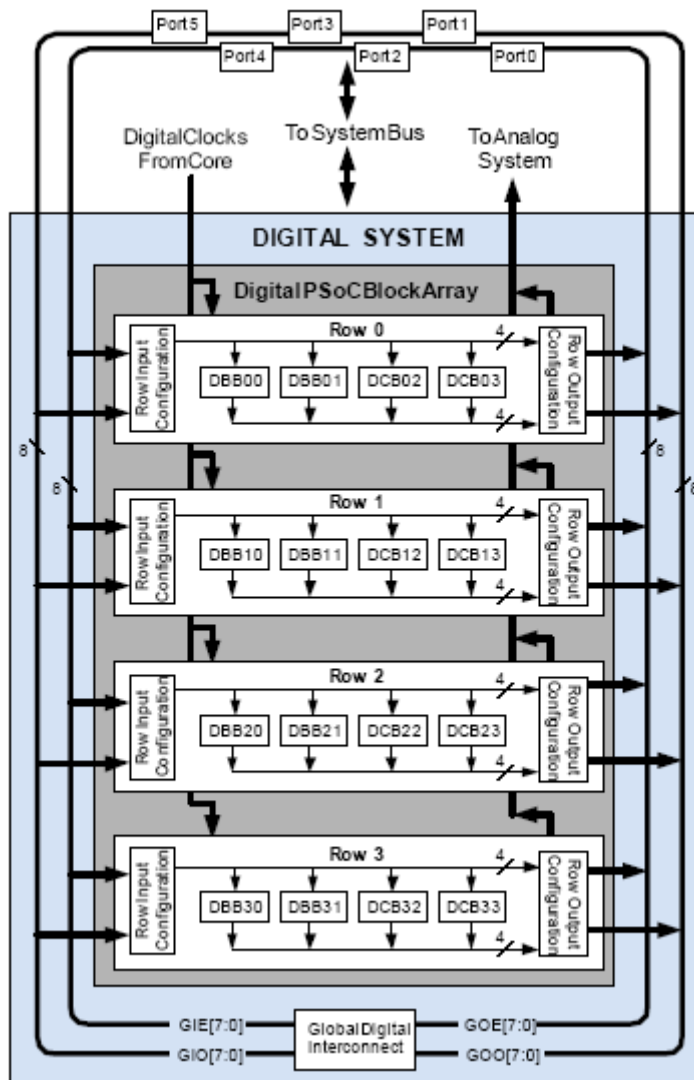 Port5 Port3 Port1
Port4 Port2 Port0
DigitalClocks
FromCore
ToSystemBus
ToAnalog
System
DIGITAL SYSTEM
DigitalPSoCBlockArray
Row Input
Configuration
Row 0
4
DBB00 DBB01 DCB02 DCB03
4
Row Output
Configuration
8
8
8
8
Row Input
Configuration
Row 1
4
DBB10 DBB11 DCB12 DCB13
4
Row Output
Configuration
Row Input
Configuration
Row 2
4
DBB20 DBB21 DCB22 DCB23
4
Row Output
Configuration
Row Input
Configuration
Row 3
4
DBB30 DBB31 DCB32 DCB33
4
Row Output
Configuration
GIE[7:0]
GIO[7:0]
GlobalDigital
Interconnect
GOE[7:0]
GOO[7:0]